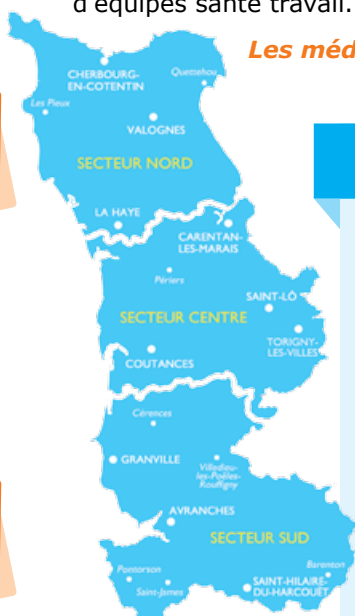 d'équipes santé travail.
Les méd
CHERBOURG-
EN-COTENTIN
Quettehou
Les Pieux
VALOGNES
SECTEUR NORD
LA HAYE
CARENTAN-
LES-MARAIS
Périers
SAINT-LÔ
SECTEUR CENTRE
TORIGNY-
LES-VILLES
COUTANCES
Cérences
GRANVILLE
Villedieu-
les-Poêles-
Rouffigny
AVRANCHES
SECTEUR SUD
Barenton
Pontorson
SAINT-HILAIRE-
DU-HARCOUËT
Saint-James